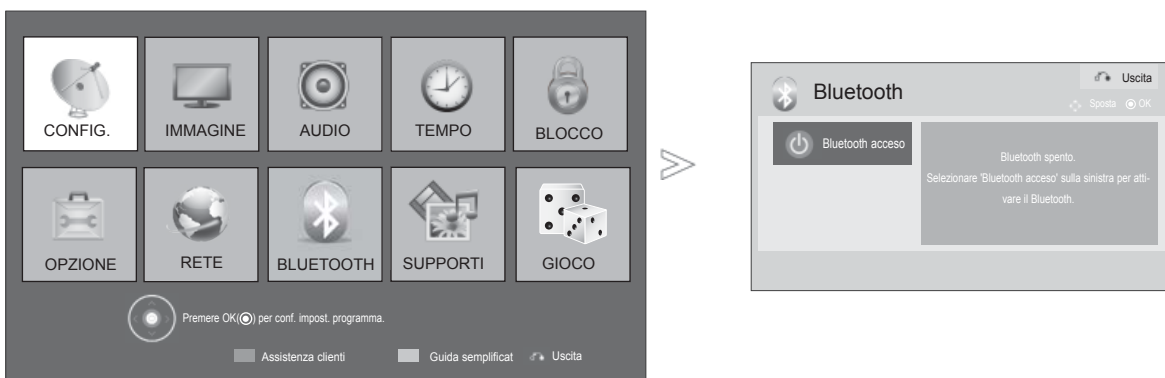 CONFIG. IMMAGINE AUDIO TEMPO BLOCCO
OPZIONE RETE BLUETOOTH SUPPORTI GIOCO
Premere OK(◉) per conf. impost. programma.
Assistenza clienti Guida semplificat Uscita
Bluetooth
Uscita
Sposta ◉ OK
Bluetooth acceso
Bluetooth spento.
Selezionare 'Bluetooth acceso' sulla sinistra per atti-
vare il Bluetooth.